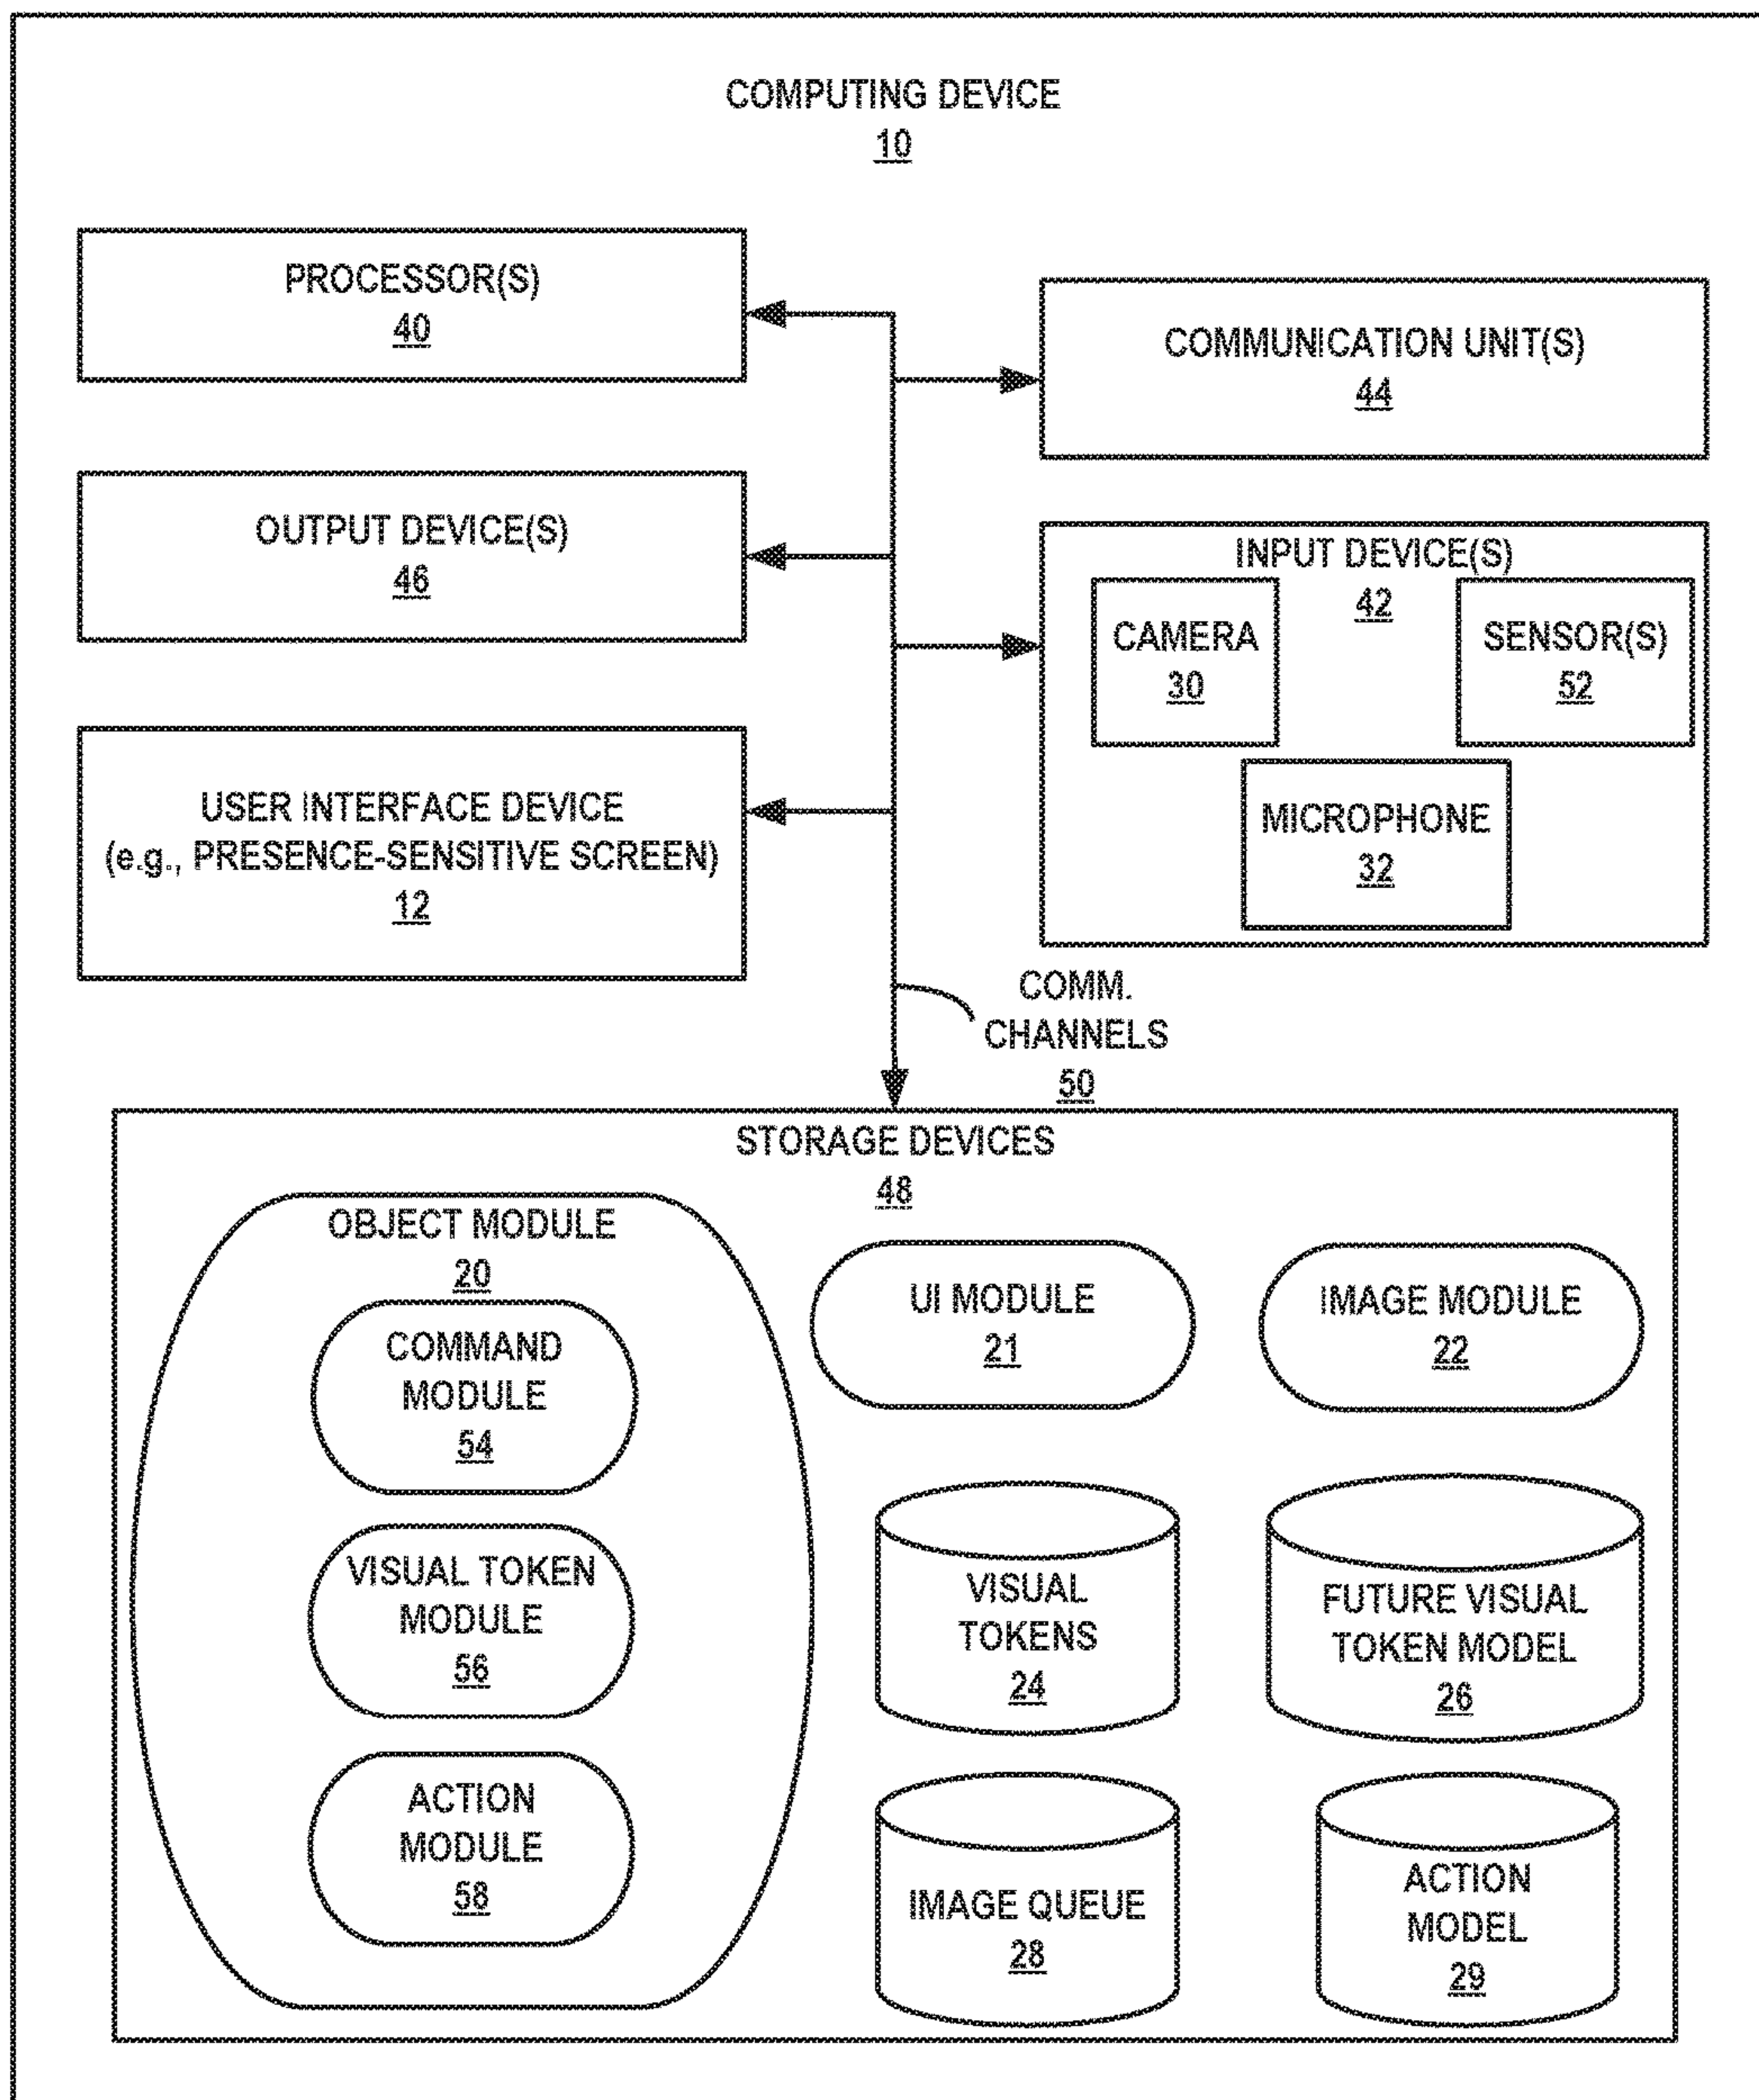 COMPUTING DEVICE
10
PROCESSOR(S)
40
COMMUNICATION UNIT(S)
44
OUTPUT DEVICE(S)
46
INPUT DEVICE(S)
42
CAMERA
30
SENSOR(S)
52
MICROPHONE
32
USER INTERFACE DEVICE
(e.g., PRESENCE-SENSITIVE SCREEN)
12
COMM.
CHANNELS
50
STORAGE DEVICES
48
OBJECT MODULE
20
COMMAND
MODULE
54
VISUAL TOKEN
MODULE
56
ACTION
MODULE
58
UI MODULE
21
IMAGE MODULE
22
VISUAL
TOKENS
24
FUTURE VISUAL
TOKEN MODEL
26
IMAGE QUEUE
28
ACTION
MODEL
29